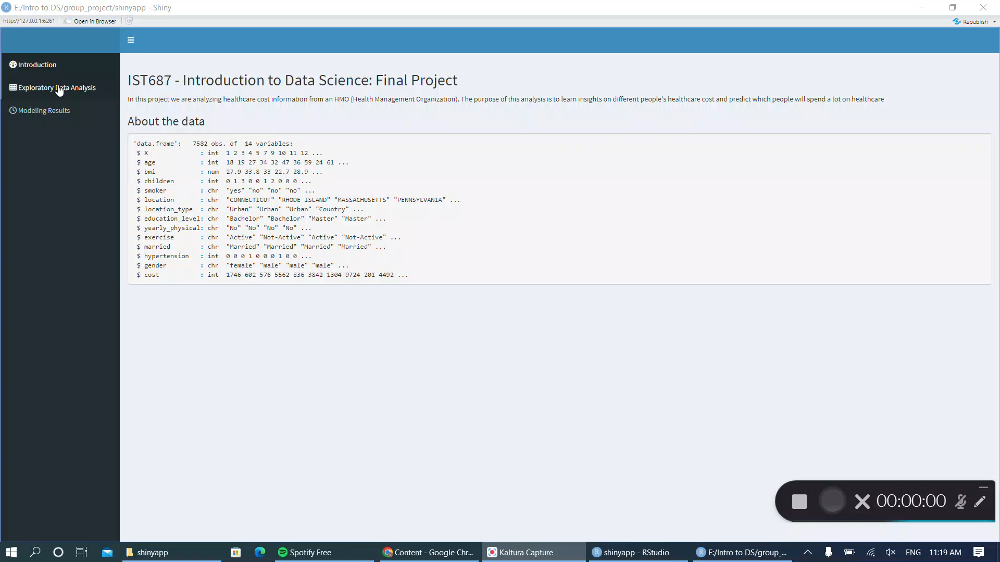 E:/Intro to DS/group_project/shinyapp - Shiny
http://127.0.0.1:6261 Open in Browser Republish
Introduction
Exploratory Data Analysis
Modeling Results
IST687 - Introduction to Data Science: Final Project
In this project we are analyzing healthcare cost information from an HMO (Health Management Organization). The purpose of this analysis is to learn insights on different people's healthcare cost and predict which people will spend a lot on healthcare
About the data
'data.frame':   7582 obs. of  14 variables:
 $ X              : int  1 2 3 4 5 7 9 10 11 12 ...
 $ age            : int  18 19 27 34 32 47 36 59 24 61 ...
 $ bmi            : num  27.9 33.8 33 22.7 28.9 ...
 $ children       : int  0 1 3 0 0 1 2 0 0 0 ...
 $ smoker         : chr  "yes" "no" "no" "no" ...
 $ location       : chr  "CONNECTICUT" "RHODE ISLAND" "MASSACHUSETTS" "PENNSYLVANIA" ...
 $ location_type  : chr  "Urban" "Urban" "Urban" "Country" ...
 $ education_level: chr  "Bachelor" "Bachelor" "Master" "Master" ...
 $ yearly_physical: chr  "No" "No" "No" "No" ...
 $ exercise       : chr  "Active" "Not-Active" "Active" "Not-Active" ...
 $ married        : chr  "Married" "Married" "Married" "Married" ...
 $ hypertension   : int  0 0 0 1 0 0 0 1 0 0 ...
 $ gender         : chr  "female" "male" "male" "male" ...
 $ cost           : int  1746 602 576 5562 836 3842 1304 9724 201 4492 ...
00:00:00
shinyapp Spotify Free Content - Google Chr... Kaltura Capture shinyapp - RStudio E:/Intro to DS/group_... ENG 11:19 AM